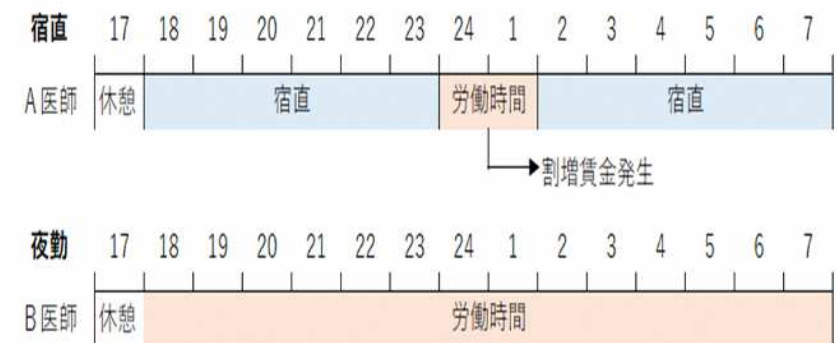 宿直 17 18 19 20 21 22 23 24 1 2 3 4 5 6 7
A医師 休憩 宿直 労働時間 宿直
割増賃金発生
夜勤 17 18 19 20 21 22 23 24 1 2 3 4 5 6 7
B医師 休憩 労働時間